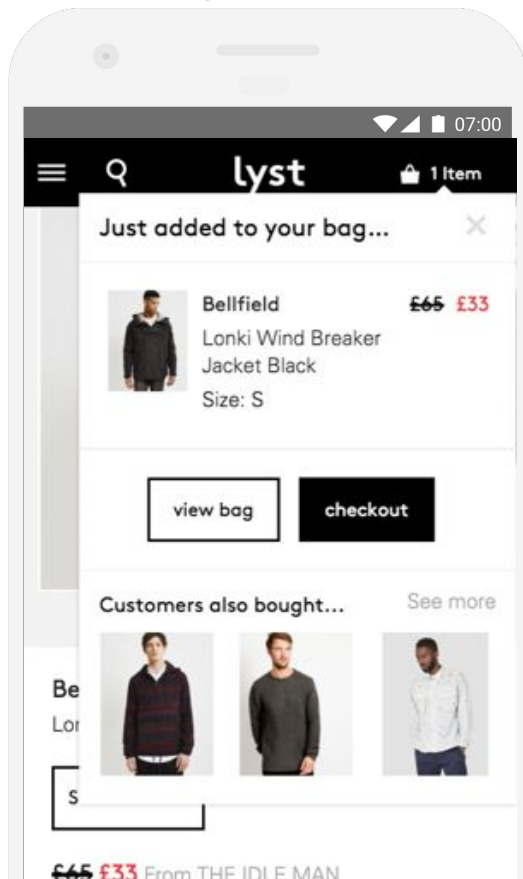 07:00
lyst
1 Item
Just added to your bag...
Bellfield £65 £33
Lonki Wind Breaker
Jacket Black
Size: S
view bag checkout
Customers also bought... See more
Be
Lon
S
£65 £33 From THE IDLE MAN